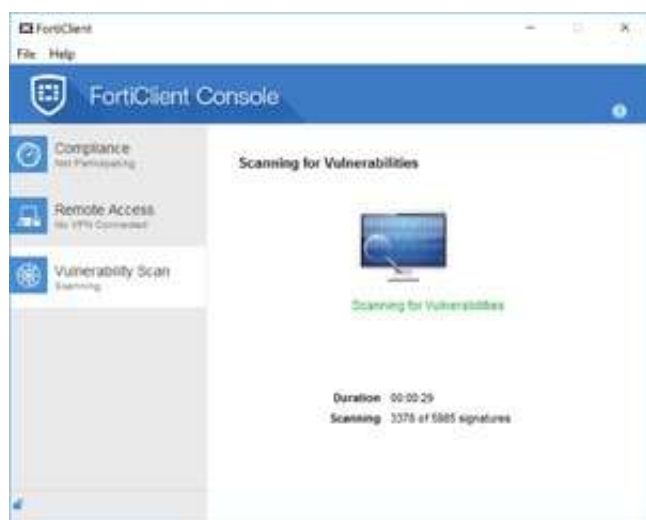 FortiClient
File Help
FortiClient Console
Compliance
Not Participating
Remote Access
No VPN Connected
Vulnerability Scan
Scanning
Scanning for Vulnerabilities
Scanning for Vulnerabilities
Duration 00:00:29
Scanning 3378 of 5985 signatures